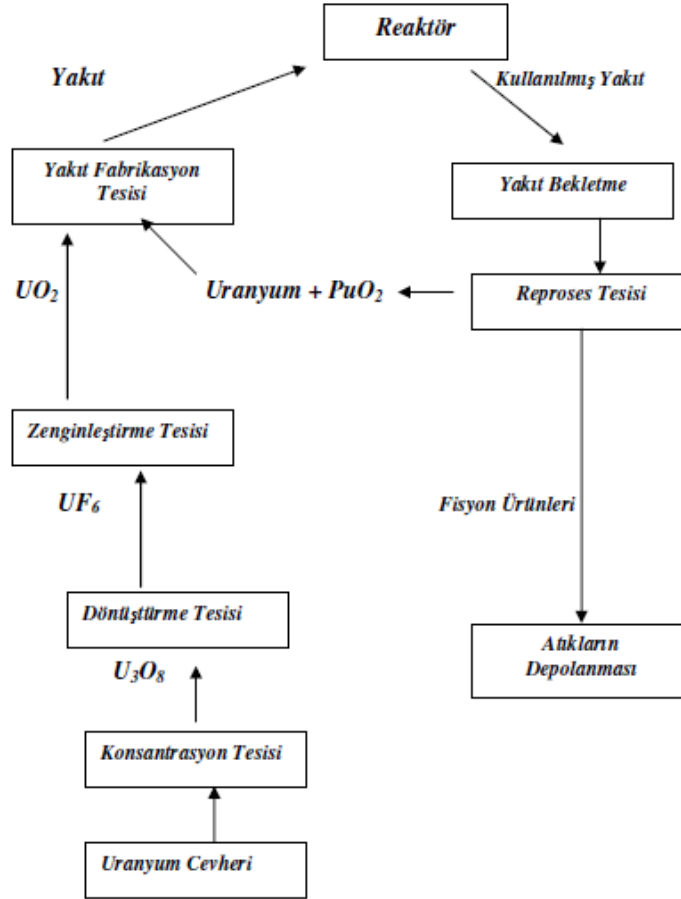 Reaktör
Yakıt
Kullanılmış Yakıt
Yakıt Fabrikasyon
Tesisi
Yakıt Bekletme
UO₂
Uranyum + PuO₂
Reproses Tesisi
Zenginleştirme Tesisi
UF₆
Fisyon Ürünleri
Dönüştürme Tesisi
Atıkların
Depolanması
U₃O₈
Konsantrasyon Tesisi
Uranyum Cevheri